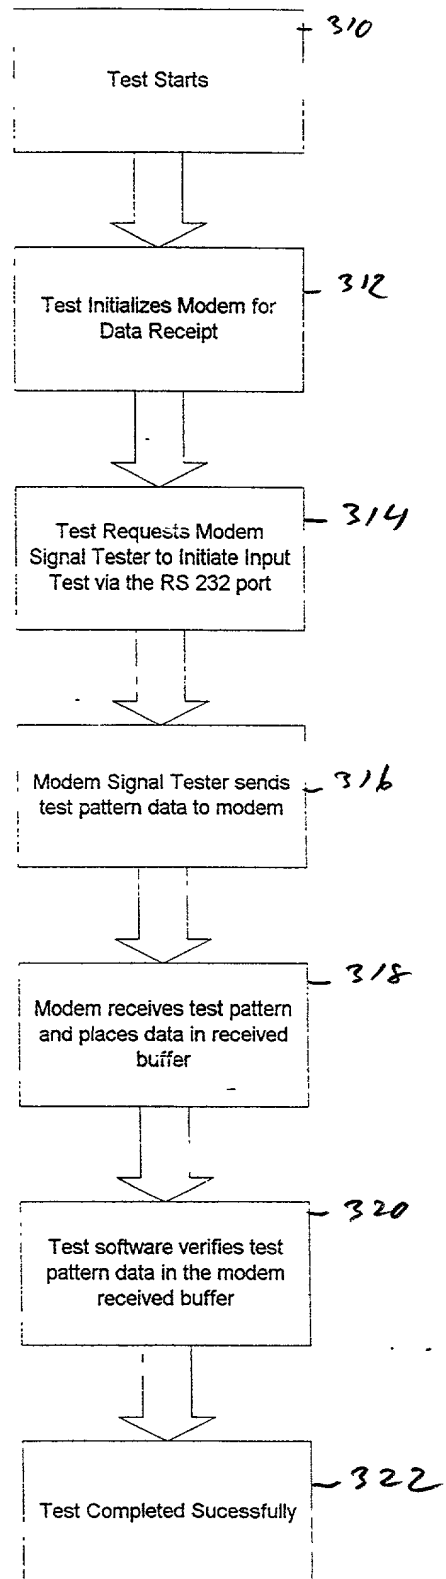 310
Test Starts
312
Test Initializes Modem for
Data Receipt
314
Test Requests Modem
Signal Tester to Initiate Input
Test via the RS 232 port
316
Modem Signal Tester sends
test pattern data to modem
318
Modem receives test pattern
and places data in received
buffer
320
Test software verifies test
pattern data in the modem
received buffer
322
Test Completed Sucessfully